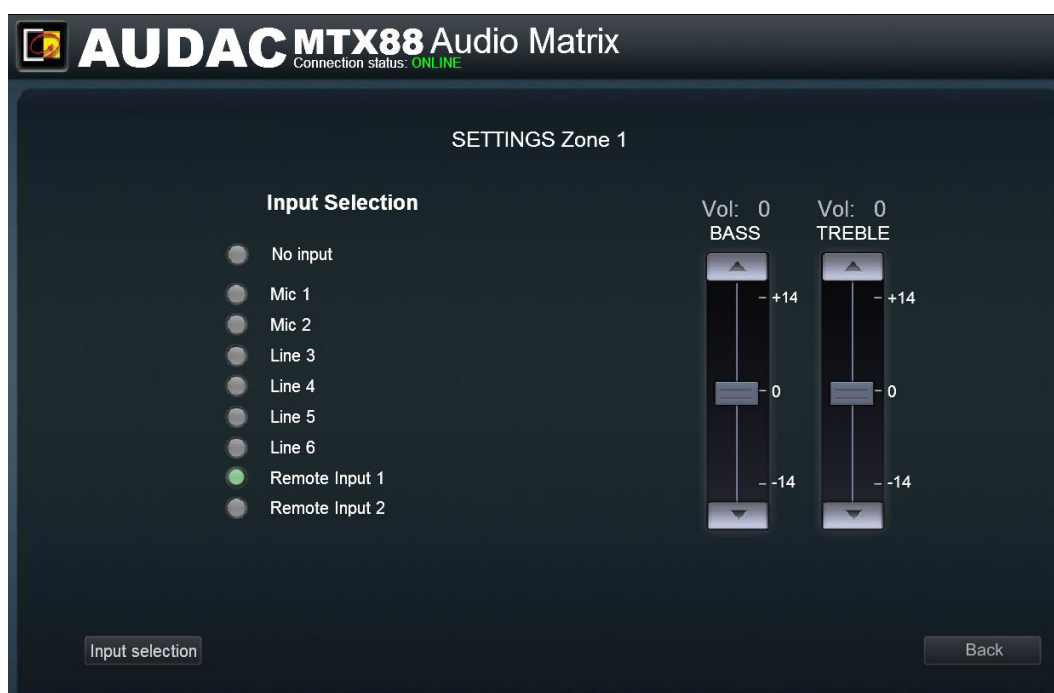 AUDAC MTX88 Audio Matrix
Connection status: ONLINE
SETTINGS Zone 1
Input Selection
No input
Mic 1
Mic 2
Line 3
Line 4
Line 5
Line 6
Remote Input 1
Remote Input 2
Vol: 0 Vol: 0
BASS TREBLE
+14 +14
0 0
-14 -14
Input selection Back